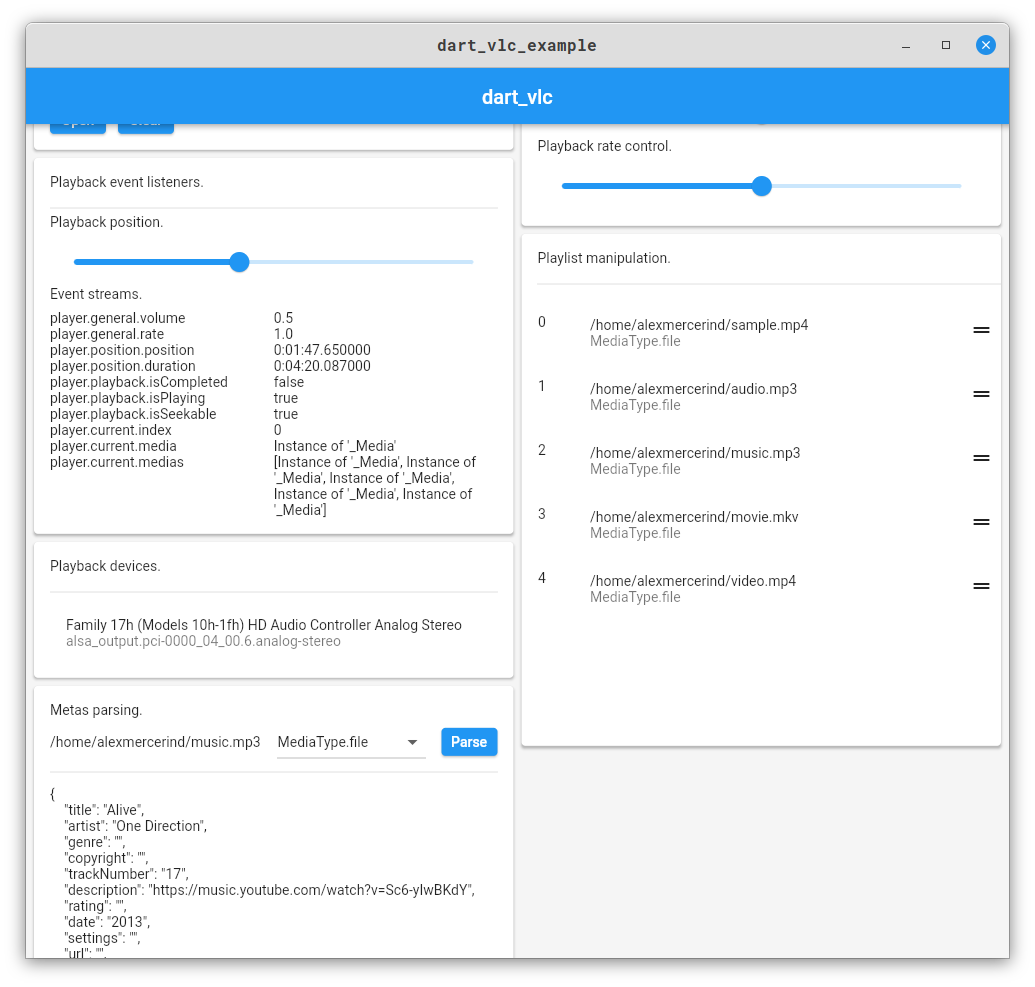 dart_vlc_example
dart_vlc
Playback event listeners.
Playback position.
Event streams.
player.general.volume 0.5
player.general.rate 1.0
player.position.position 0:01:47.650000
player.position.duration 0:04:20.087000
player.playback.isCompleted false
player.playback.isPlaying true
player.playback.isSeekable true
player.current.index 0
player.current.media Instance of '_Media'
player.current.medias [Instance of '_Media', Instance of
'_Media', Instance of '_Media',
Instance of '_Media', Instance of
'_Media']
Playback devices.
Family 17h (Models 10h-1fh) HD Audio Controller Analog Stereo
alsa_output.pci-0000_04_00.6.analog-stereo
Metas parsing.
/home/alexmercerind/music.mp3 MediaType.file Parse
{
"title": "Alive",
"artist": "One Direction",
"genre": "",
"copyright": "",
"trackNumber": "17",
"description": "https://music.youtube.com/watch?v=Sc6-yIwBKdY",
"rating": "",
"date": "2013",
"settings": "",
"url": "",
Playback rate control.
Playlist manipulation.
0 /home/alexmercerind/sample.mp4
MediaType.file
1 /home/alexmercerind/audio.mp3
MediaType.file
2 /home/alexmercerind/music.mp3
MediaType.file
3 /home/alexmercerind/movie.mkv
MediaType.file
4 /home/alexmercerind/video.mp4
MediaType.file